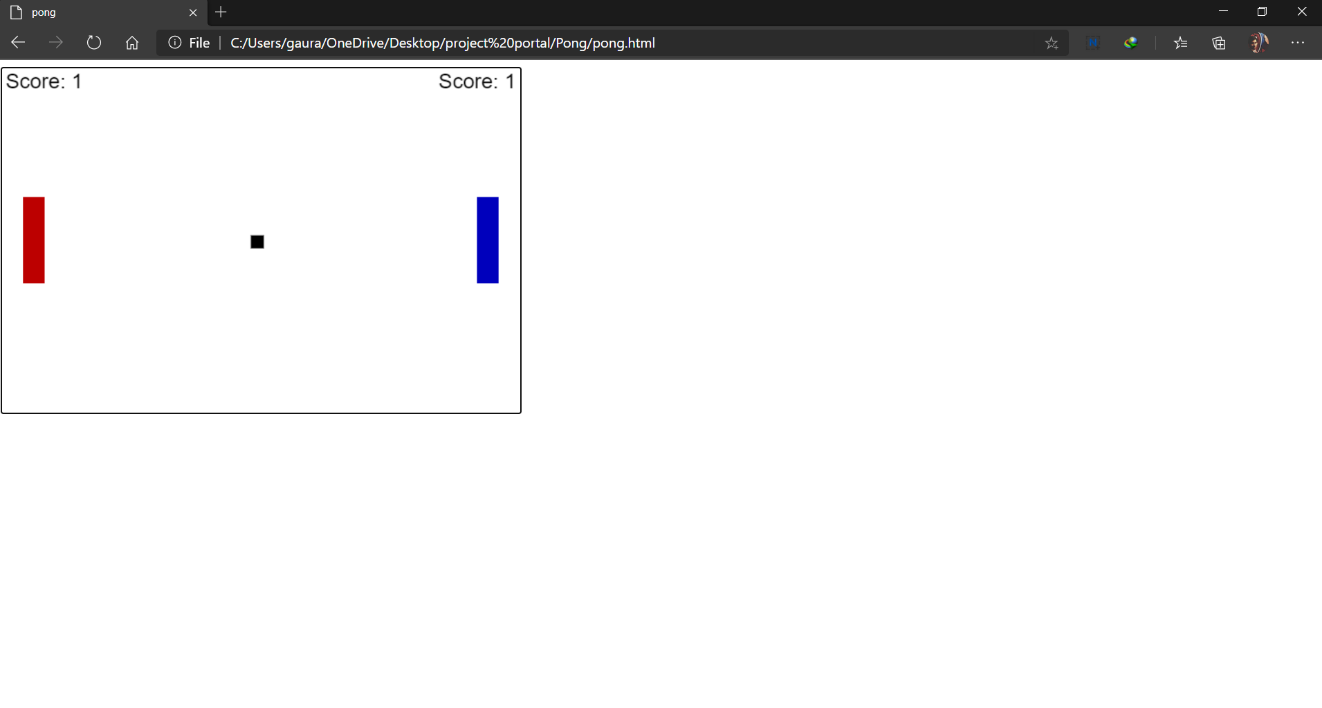 pong
File
C:/Users/gaura/OneDrive/Desktop/project%20portal/Pong/pong.html
Score: 1
Score: 1